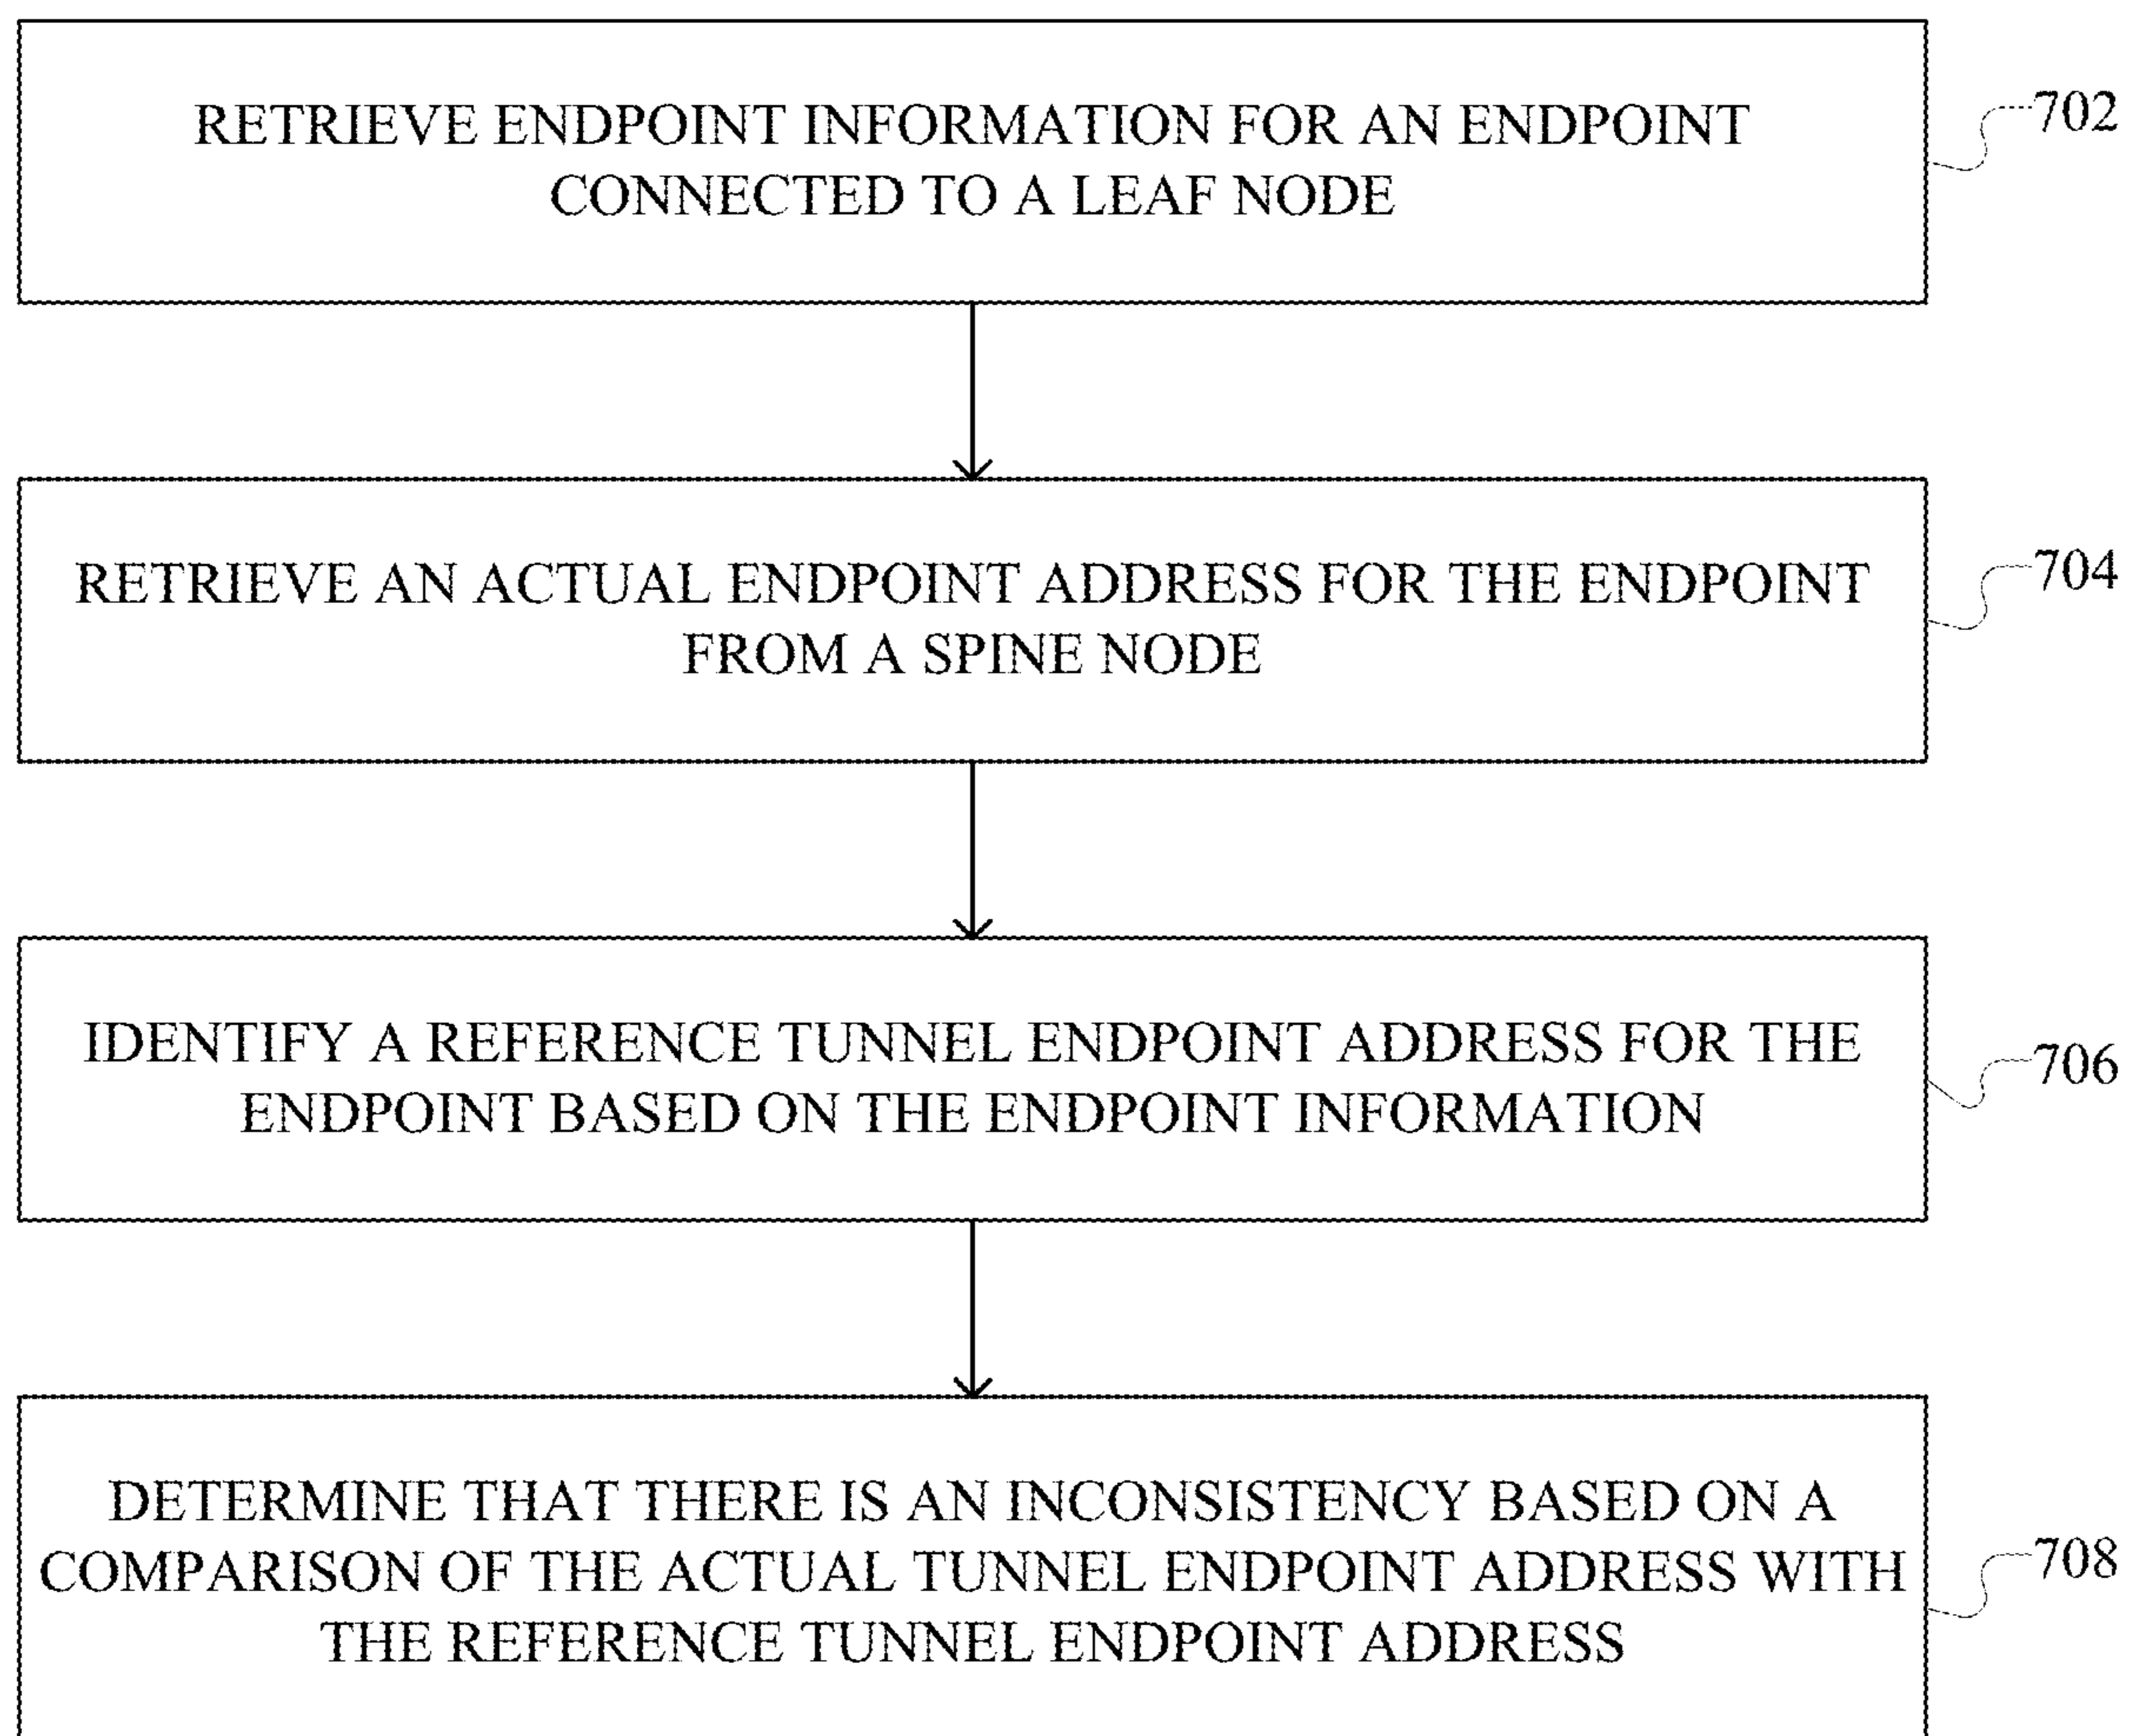 RETRIEVE ENDPOINT INFORMATION FOR AN ENDPOINT
CONNECTED TO A LEAF NODE
702
RETRIEVE AN ACTUAL ENDPOINT ADDRESS FOR THE ENDPOINT
FROM A SPINE NODE
704
IDENTIFY A REFERENCE TUNNEL ENDPOINT ADDRESS FOR THE
ENDPOINT BASED ON THE ENDPOINT INFORMATION
706
DETERMINE THAT THERE IS AN INCONSISTENCY BASED ON A
COMPARISON OF THE ACTUAL TUNNEL ENDPOINT ADDRESS WITH
THE REFERENCE TUNNEL ENDPOINT ADDRESS
708